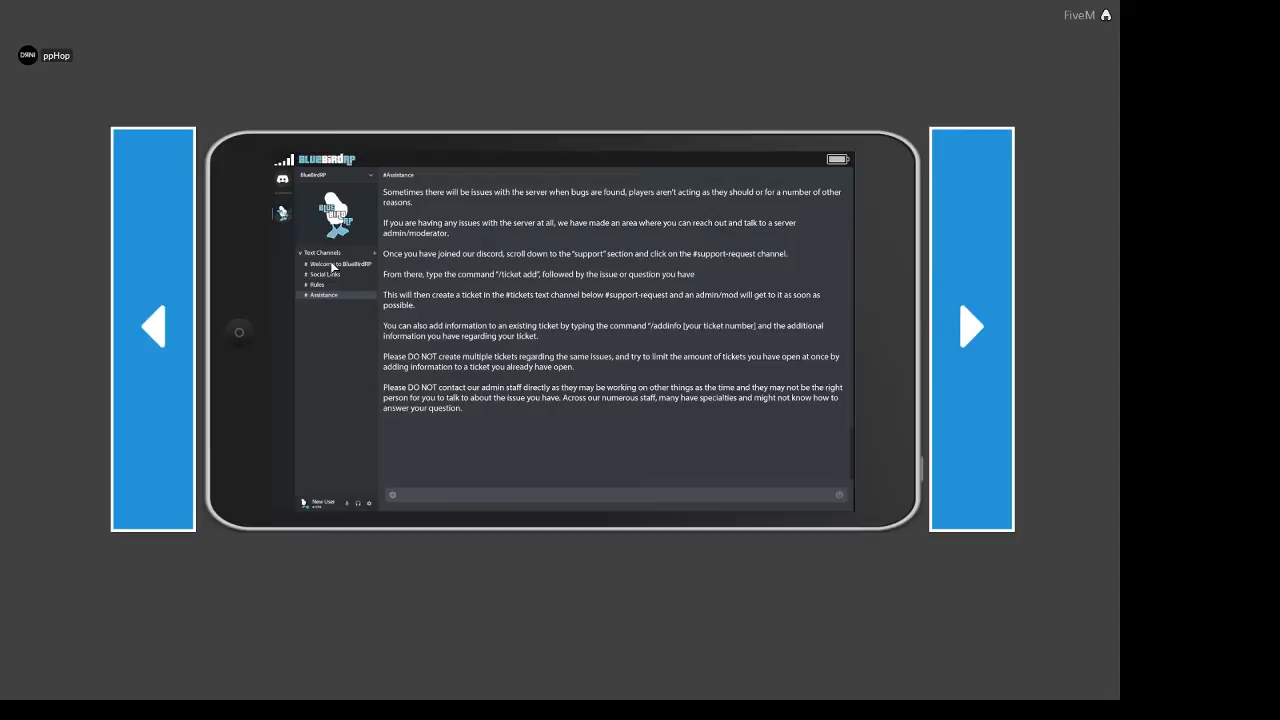 FiveM
DRNI ppHop
BLUEBIRDRP
BlueBirdRP
#Assistance
BLUE
BIRD
RP
Text Channels +
# Welcome to BlueBirdRP
# Social Links
# Rules
# Assistance
Sometimes there will be issues with the server when bugs are found, players aren't acting as they should or for a number of other
reasons.
If you are having any issues with the server at all, we have made an area where you can reach out and talk to a server
admin/moderator.
Once you have joined our discord, scroll down to the "support" section and click on the #support-request channel.
From there, type the command "/ticket add", followed by the issue or question you have
This will then create a ticket in the #tickets text channel below #support-request and an admin/mod will get to it as soon as
possible.
You can also add information to an existing ticket by typing the command "/addinfo [your ticket number] and the additional
information you have regarding your ticket.
Please DO NOT create multiple tickets regarding the same issues, and try to limit the amount of tickets you have open at once by
adding information to a ticket you already have open.
Please DO NOT contact our admin staff directly as they may be working on other things as the time and they may not be the right
person for you to talk to about the issue you have. Across our numerous staff, many have specialties and might not know how to
answer your question.
New User